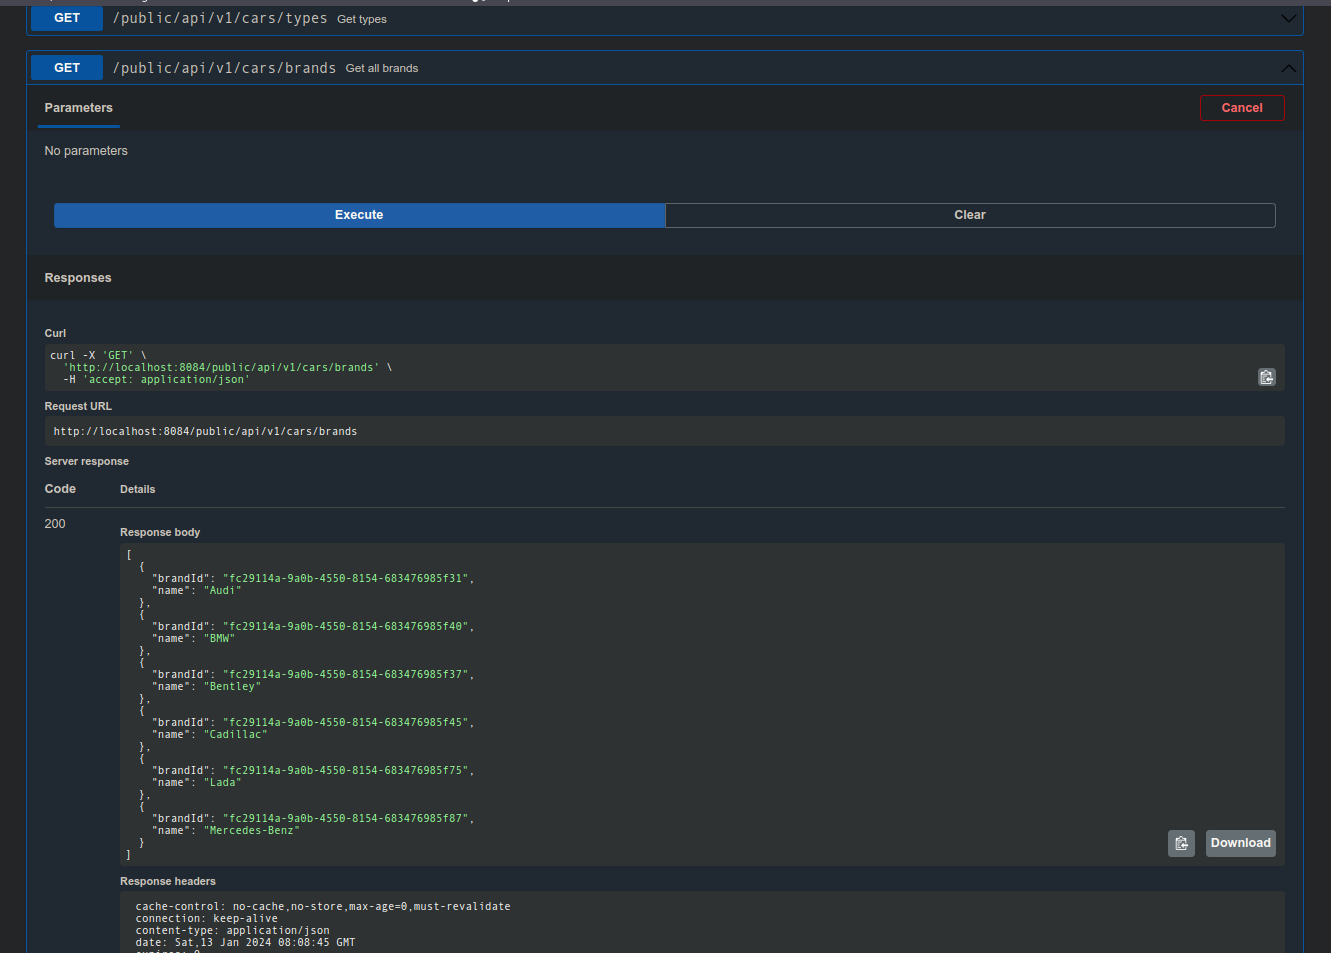 GET /public/api/v1/cars/types Get types
GET /public/api/v1/cars/brands Get all brands
Parameters
Cancel
No parameters
Execute
Clear
Responses
Curl
curl -X 'GET' \
'http://localhost:8084/public/api/v1/cars/brands' \
-H 'accept: application/json'
Request URL
http://localhost:8084/public/api/v1/cars/brands
Server response
Code Details
200
Response body
[
{
"brandId": "fc29114a-9a0b-4550-8154-683476985f31",
"name": "Audi"
},
{
"brandId": "fc29114a-9a0b-4550-8154-683476985f40",
"name": "BMW"
},
{
"brandId": "fc29114a-9a0b-4550-8154-683476985f37",
"name": "Bentley"
},
{
"brandId": "fc29114a-9a0b-4550-8154-683476985f45",
"name": "Cadillac"
},
{
"brandId": "fc29114a-9a0b-4550-8154-683476985f75",
"name": "Lada"
},
{
"brandId": "fc29114a-9a0b-4550-8154-683476985f87",
"name": "Mercedes-Benz"
}
]
Download
Response headers
cache-control: no-cache,no-store,max-age=0,must-revalidate
connection: keep-alive
content-type: application/json
date: Sat,13 Jan 2024 08:08:45 GMT